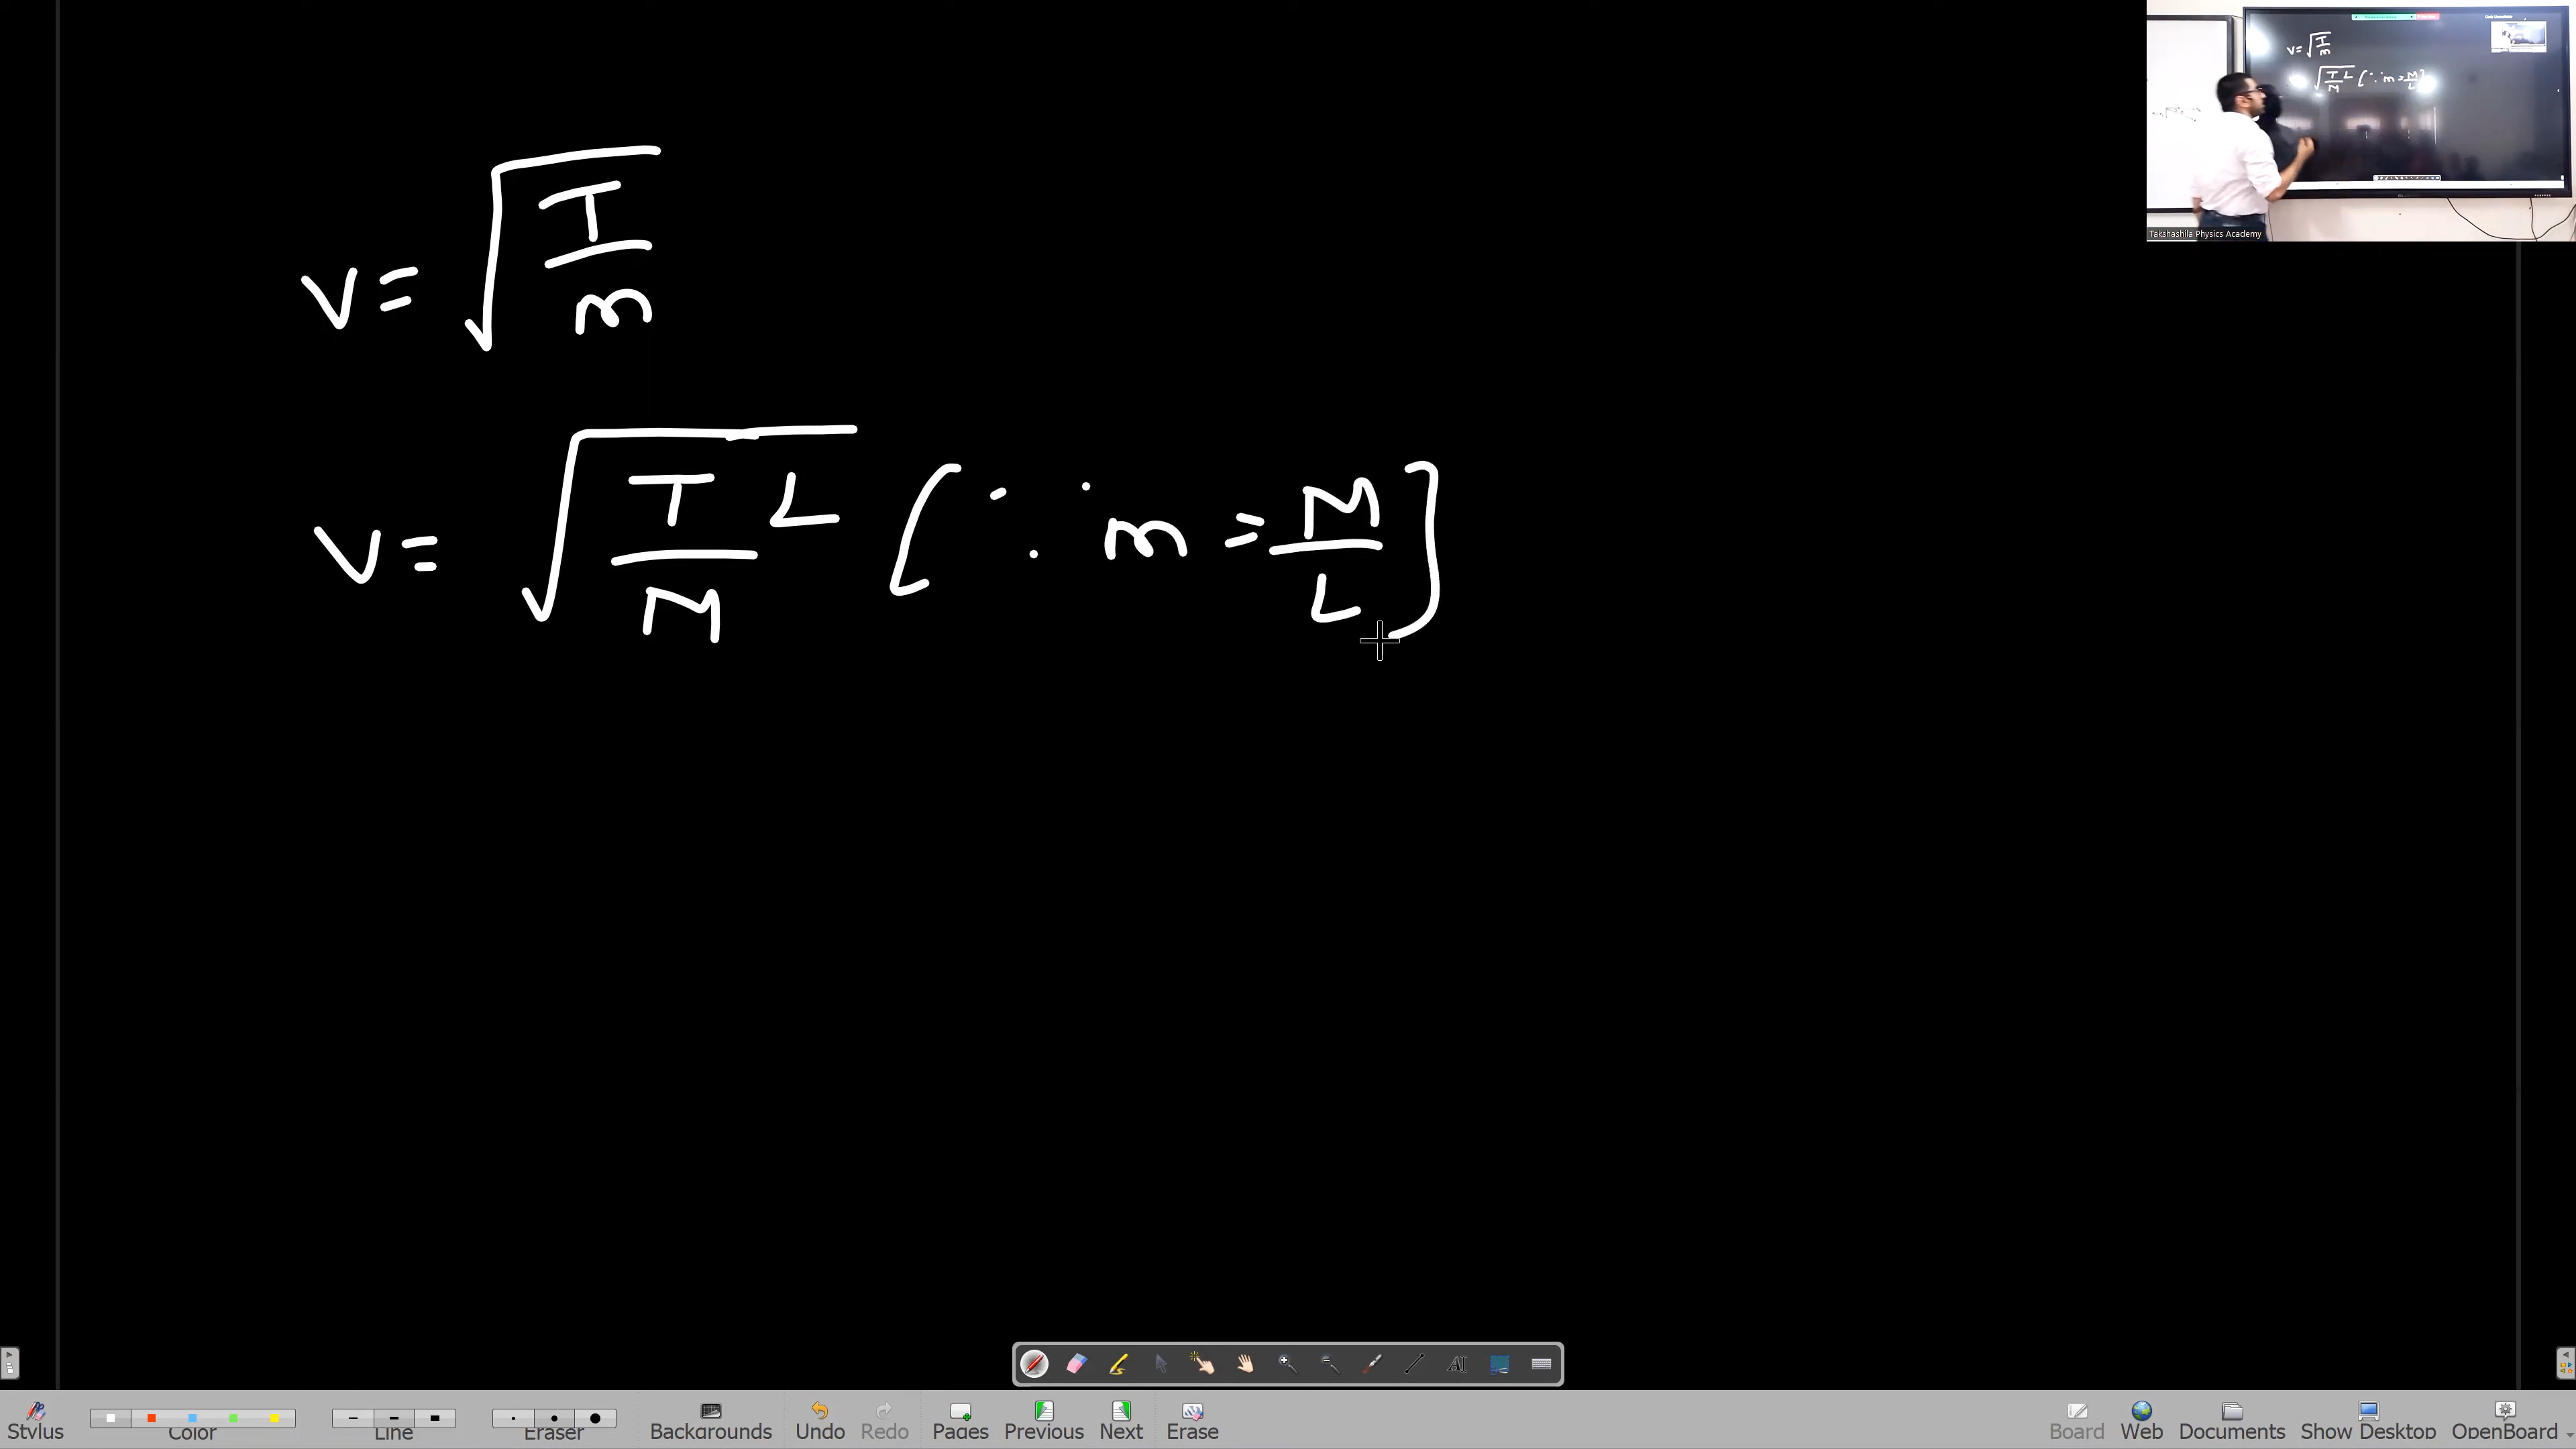 V = √(T/m)
V = √(TL/M) [∵ m = M/L]
Takshashila Physics Academy
Stylus Color Line Eraser Backgrounds Undo Redo Pages Previous Next Erase Board Web Documents Show Desktop OpenBoard